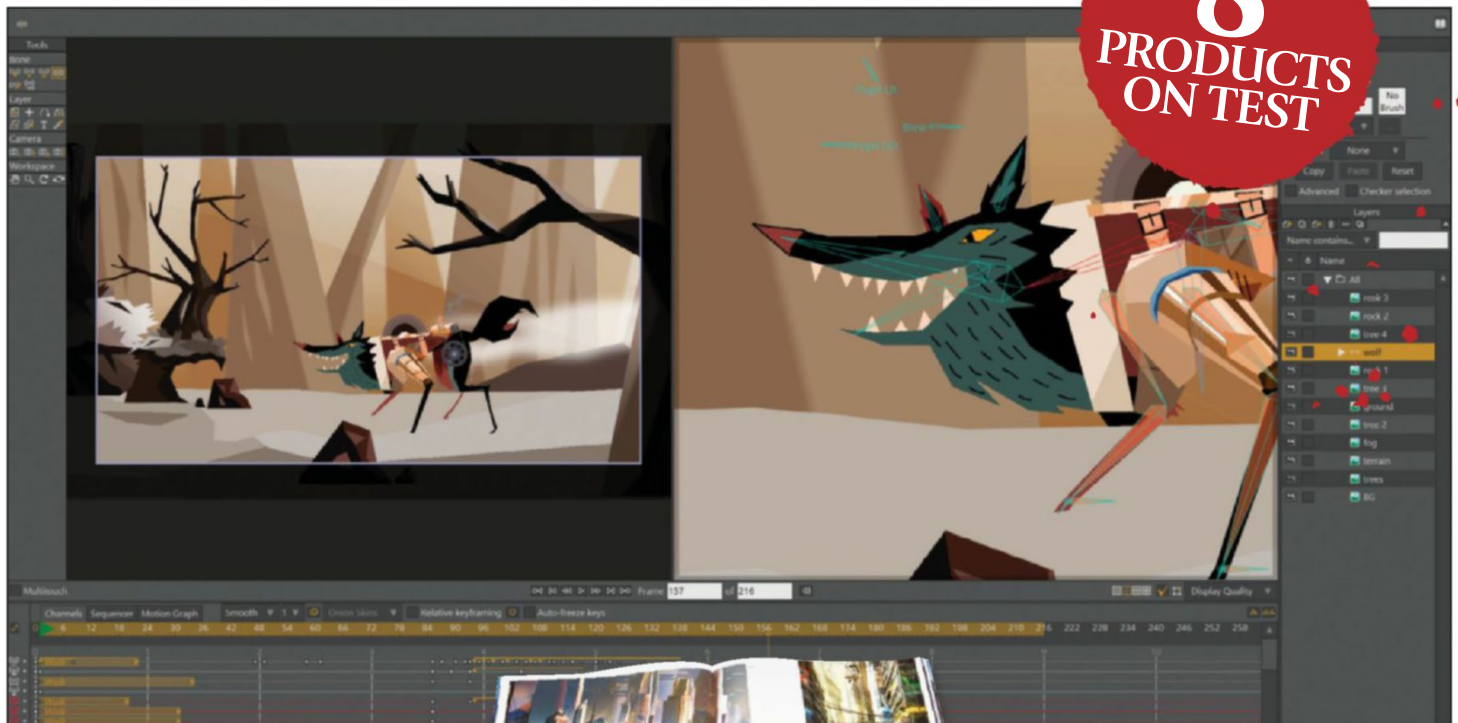 8
PRODUCTS
ON TEST
Tools
Bone
Layer
Camera
Workspace
No
Brush
None
Copy Paste Reset
Advanced Checker selection
Layers
Name contains...
Name
All
rook 3
rock 2
tree 4
wolf
rock 1
tree 3
ground
tree 2
fog
terrain
trees
BG
Multitouch
Frame 157 of 216
Display Quality
Channels Sequencer Motion Graph Smooth 1 Onion Skins Relative keyframing Auto-freeze keys
0 6 12 18 24 30 36 42 48 54 60 66 72 78 84 90 96 102 108 114 120 126 132 138 144 150 156 162 168 174 180 186 192 198 204 210 216 222 228 234 240 246 252 258